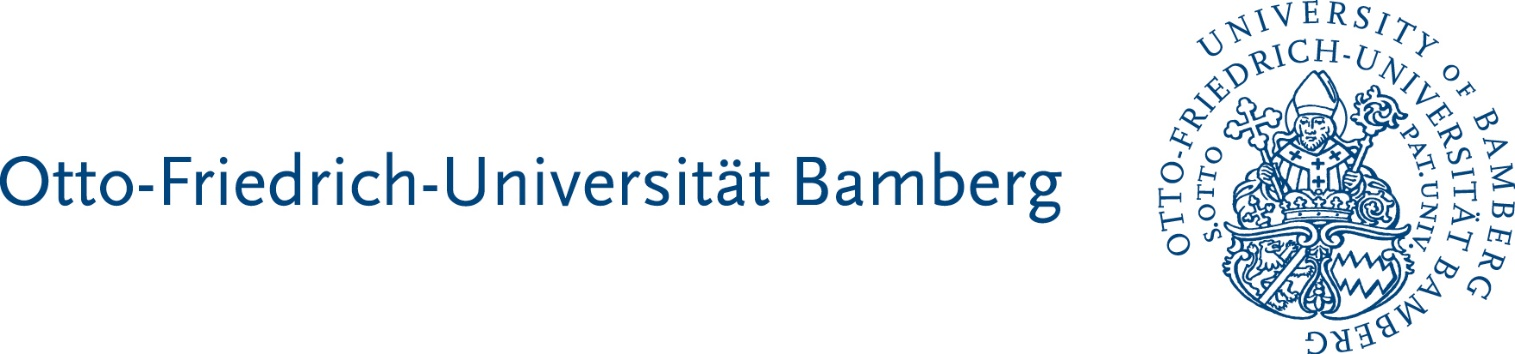 Otto-Friedrich-Universität Bamberg
UNIVERSITY OF BAMBERG
OTTO-FRIEDRICH-UNIVERSITÄT BAMBERG
S. OTTO
PAT. UNIV.